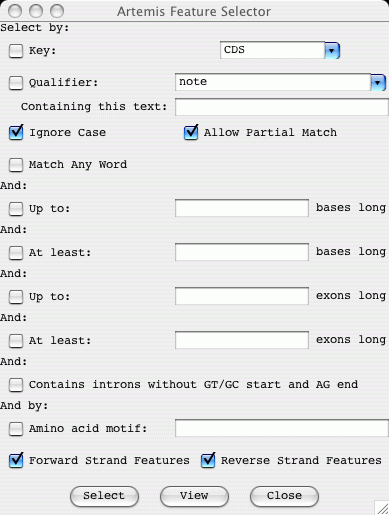 Artemis Feature Selector
Select by:
Key: CDS
Qualifier: note
Containing this text:
Ignore Case Allow Partial Match
Match Any Word
And:
Up to: bases long
And:
At least: bases long
And:
Up to: exons long
And:
At least: exons long
And:
Contains introns without GT/GC start and AG end
And by:
Amino acid motif:
Forward Strand Features Reverse Strand Features
Select View Close